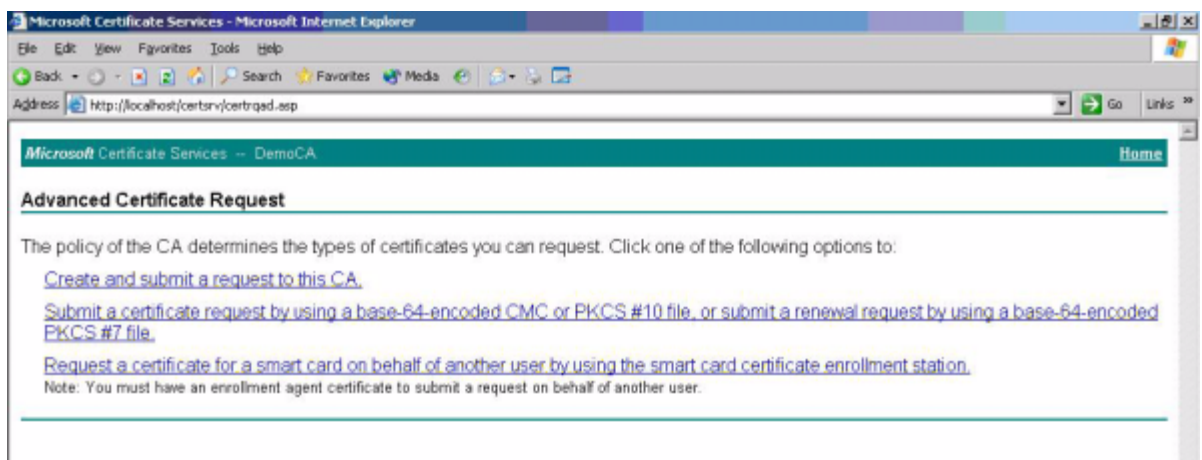 Microsoft Certificate Services - Microsoft Internet Explorer
File Edit View Favorites Tools Help
Back Search Favorites Media
Address http://localhost/certsrv/certrqad.asp Go Links »
Microsoft Certificate Services -- DemoCA Home
Advanced Certificate Request
The policy of the CA determines the types of certificates you can request. Click one of the following options to:
Create and submit a request to this CA.
Submit a certificate request by using a base-64-encoded CMC or PKCS #10 file, or submit a renewal request by using a base-64-encoded
PKCS #7 file.
Request a certificate for a smart card on behalf of another user by using the smart card certificate enrollment station.
Note: You must have an enrollment agent certificate to submit a request on behalf of another user.